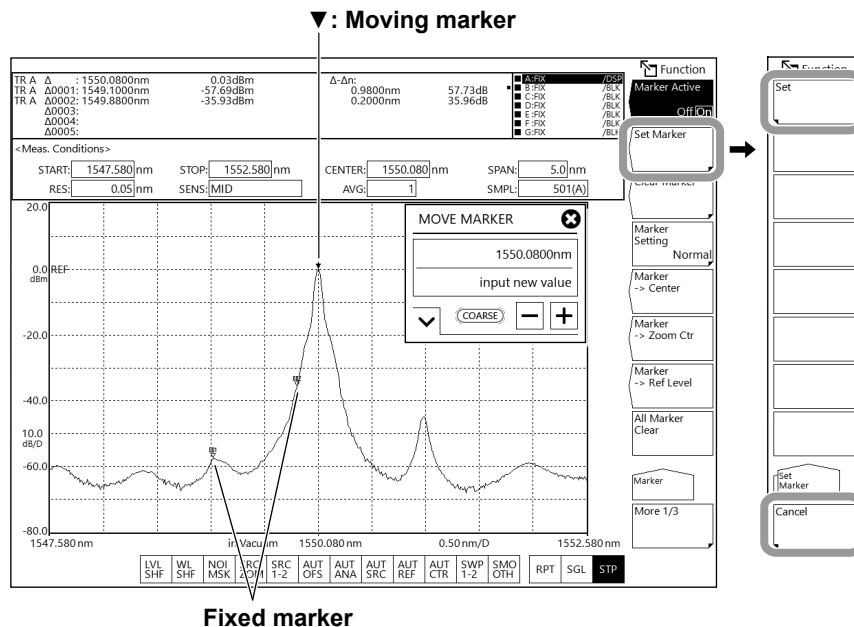 ▼: Moving marker
TR A Δ : 1550.0800nm 0.03dBm Δ-Δn:
TR A Δ0001: 1549.1000nm -57.69dBm 0.9800nm 57.73dB
TR A Δ0002: 1549.8800nm -35.93dBm 0.2000nm 35.96dB
Δ0003:
Δ0004:
Δ0005:
A:FIX /DSP
B:FIX /BLK
C:FIX /BLK
D:FIX /BLK
E:FIX /BLK
F:FIX /BLK
G:FIX /BLK
<Meas. Conditions>
START: 1547.580 nm STOP: 1552.580 nm CENTER: 1550.080 nm SPAN: 5.0 nm
RES: 0.05 nm SENS: MID AVG: 1 SMPL: 501(A)
20.0
0.0 REF
dBm
-20.0
-40.0
10.0
dB/D
-60.0
-80.0
1547.580 nm in Vacuum 1550.080 nm 0.50 nm/D 1552.580 nm
MOVE MARKER
1550.0800nm
input new value
COARSE
LVL SHF
WL SHF
NOI MSK
SRC 1-2
AUT OFS
AUT ANA
AUT SRC
AUT REF
AUT CTR
SWP 1-2
SMO OTH
RPT
SGL
STP
Fixed marker
Function
Marker Active
Off On
Set Marker
Clear Marker
Marker
Setting
Normal
Marker
-> Center
Marker
-> Zoom Ctr
Marker
-> Ref Level
All Marker
Clear
Marker
More 1/3
Function
Set
Set
Marker
Cancel